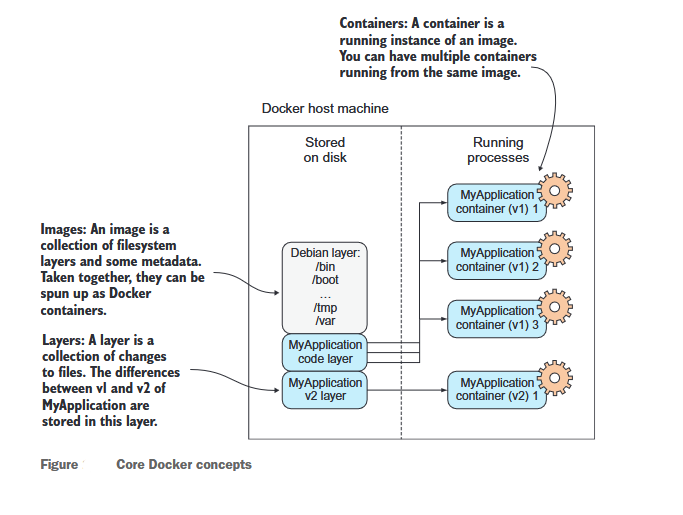 Containers: A container is a
running instance of an image.
You can have multiple containers
running from the same image.
Docker host machine
Stored
on disk
Running
processes
MyApplication
container (v1) 1
Images: An image is a
collection of filesystem
layers and some metadata.
Taken together, they can be
spun up as Docker
containers.
Debian layer:
/bin
/boot
...
/tmp
/var
MyApplication
container (v1) 2
MyApplication
container (v1) 3
Layers: A layer is a
collection of changes
to files. The differences
between vl and v2 of
MyApplication are
stored in this layer.
MyApplication
code layer
MyApplication
v2 layer
MyApplication
container (v2) 1
Figure Core Docker concepts